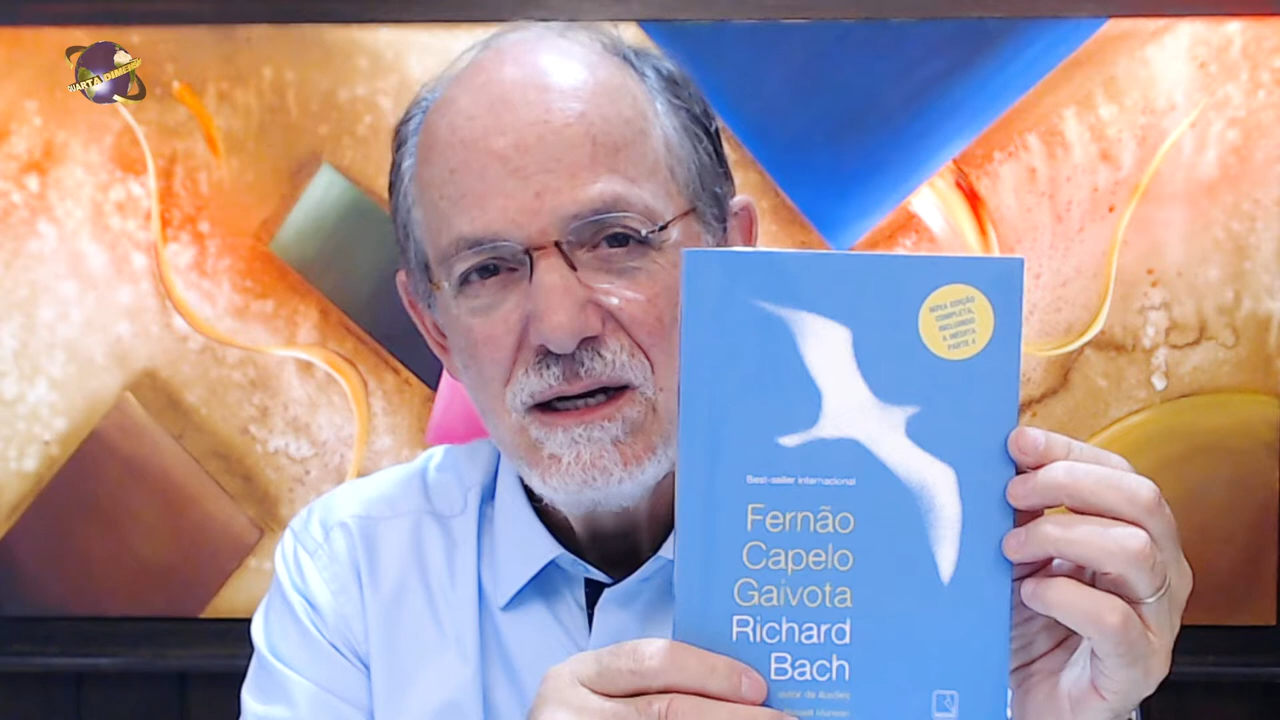 QUARTA DIMENSÃO
NOVA EDIÇÃO
COMPLETA,
INCLUINDO
A INÉDITA
PARTE 4
Best-seller internacional
Fernão
Capelo
Gaivota
Richard
Bach
autor de Ilusões